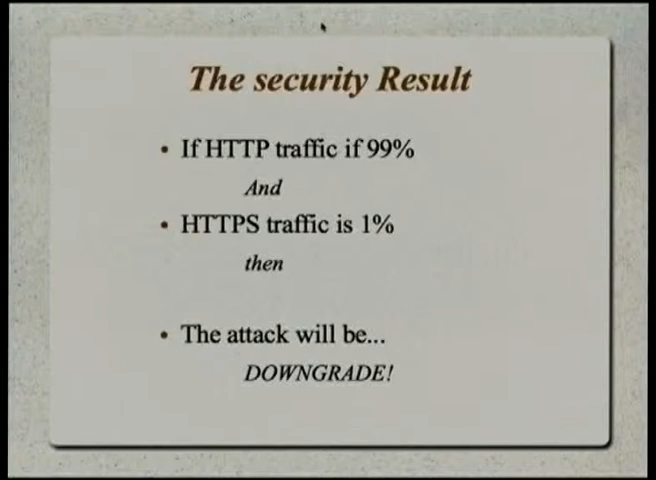 The security Result
• If HTTP traffic if 99%
And
• HTTPS traffic is 1%
then
• The attack will be...
DOWNGRADE!